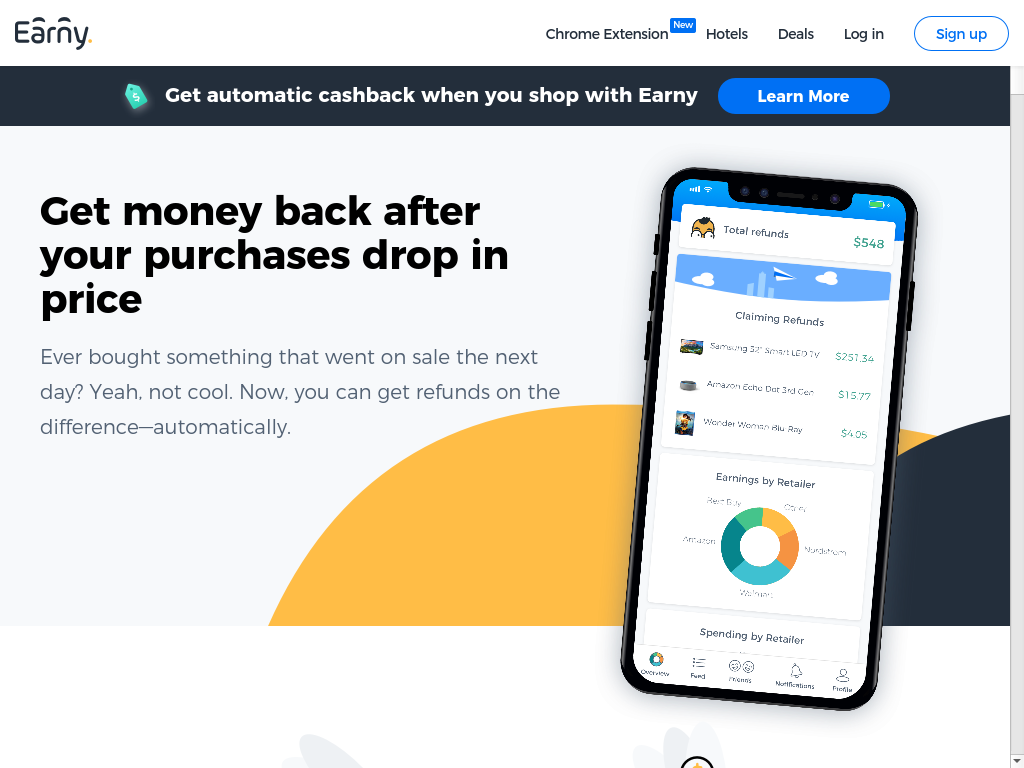 Earny.
Chrome Extension
New
Hotels
Deals
Log in
Sign up
Get automatic cashback when you shop with Earny
Learn More
Get money back after
your purchases drop in
price
Ever bought something that went on sale the next
day? Yeah, not cool. Now, you can get refunds on the
difference—automatically.
Total refunds
$548
Claiming Refunds
Samsung 32" Smart LED TV
$251.34
Amazon Echo Dot 3rd Gen
$15.77
Wonder Woman Blu-Ray
$4.05
Earnings by Retailer
Best Buy
Other
Amazon
Nordstrom
Walmart
Spending by Retailer
Overview
Feed
Friends
Notifications
Profile